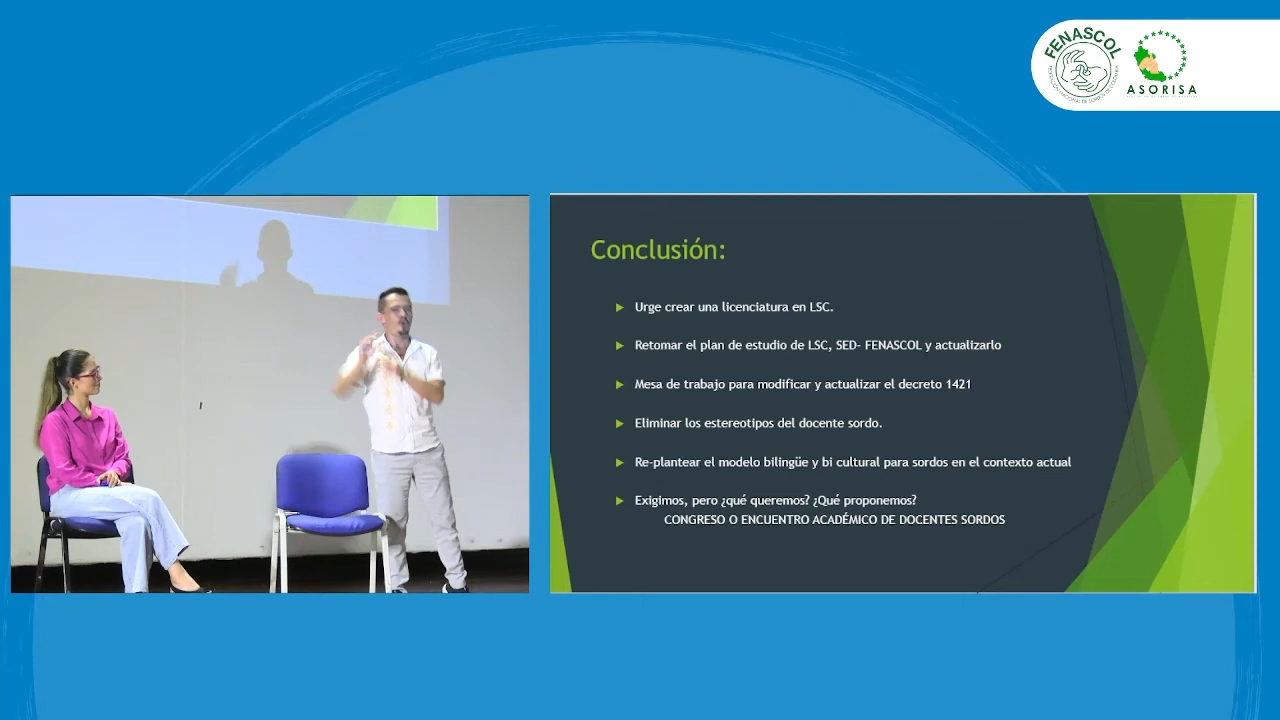 FENASCOL
ASORISA
Conclusión:
Urge crear una licenciatura en LSC.
Retomar el plan de estudio de LSC, SED- FENASCOL y actualizarlo
Mesa de trabajo para modificar y actualizar el decreto 1421
Eliminar los estereotipos del docente sordo.
Re-plantear el modelo bilingüe y bi cultural para sordos en el contexto actual
Exigimos, pero ¿qué queremos? ¿Qué proponemos?
CONGRESO O ENCUENTRO ACADÉMICO DE DOCENTES SORDOS